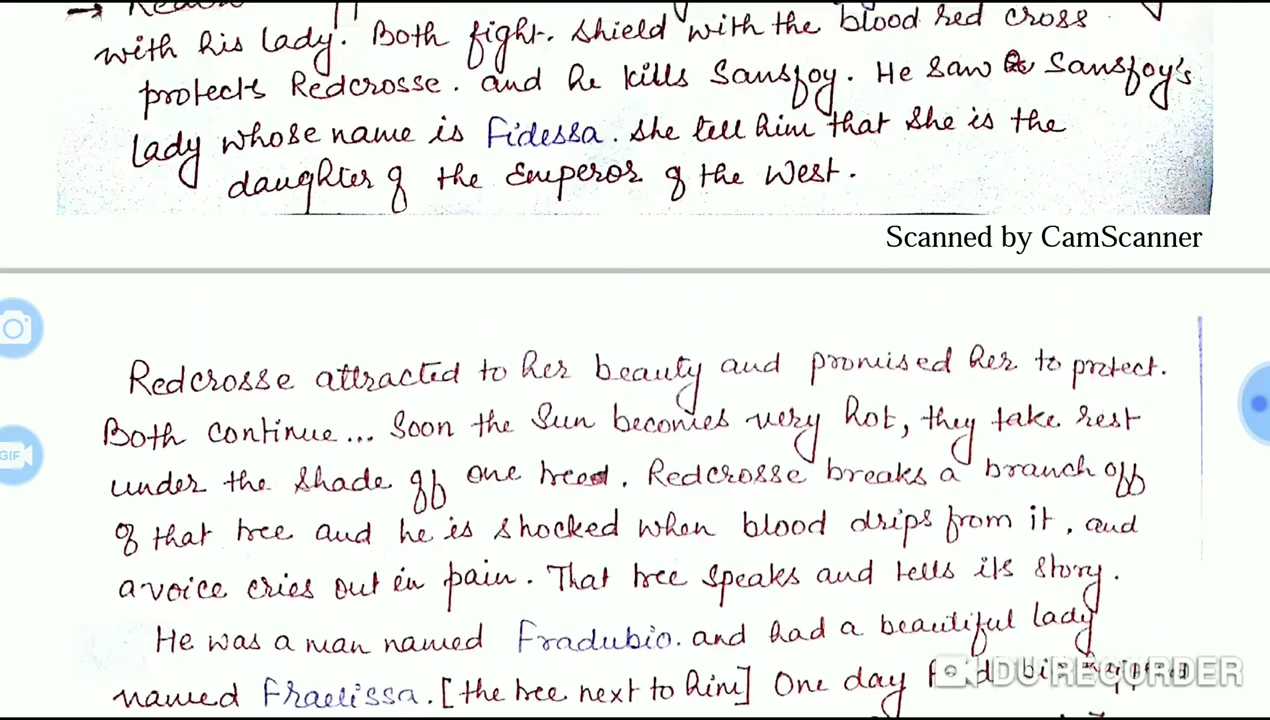 with his lady. Both fight. Shield with the blood red cross
protects Redcrosse. and he kills Sansfoy. He saw Sansfoy's
lady whose name is Fidessa. She tell him that she is the
daughter of the Emperor of the West.
Scanned by CamScanner
Redcrosse attracted to her beauty and promised her to protect.
Both continue... Soon the Sun becomes very hot, they take rest
GIF
under the shade off one tree. Redcrosse breaks a branch off
of that tree and he is shocked when blood drips from it, and
a voice cries out in pain. That tree speaks and tells its story.
He was a man named Fradubio. and had a beautiful lady
named Fraelissa. [the tree next to him] One day
DU RECORDER